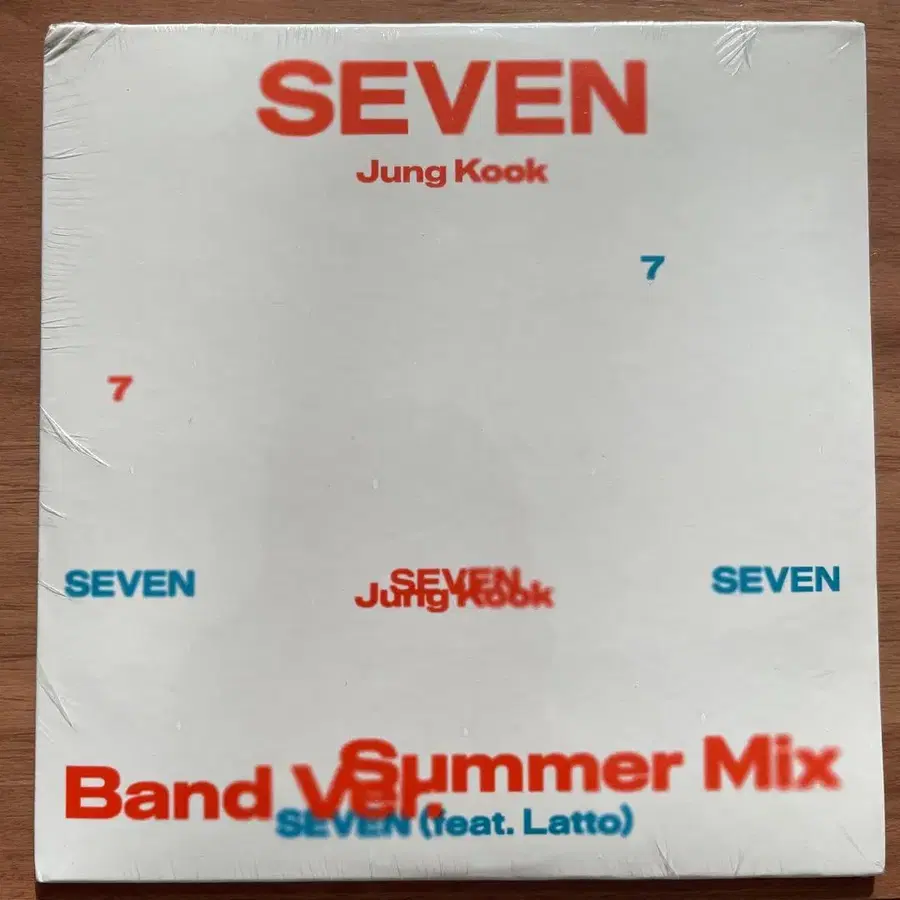 SEVEN
Jung Kook
7
7
SEVEN
SEVEN
SEVEN
Jung Kook
Summer Mix
Band Ver.
SEVEN (feat. Latto)